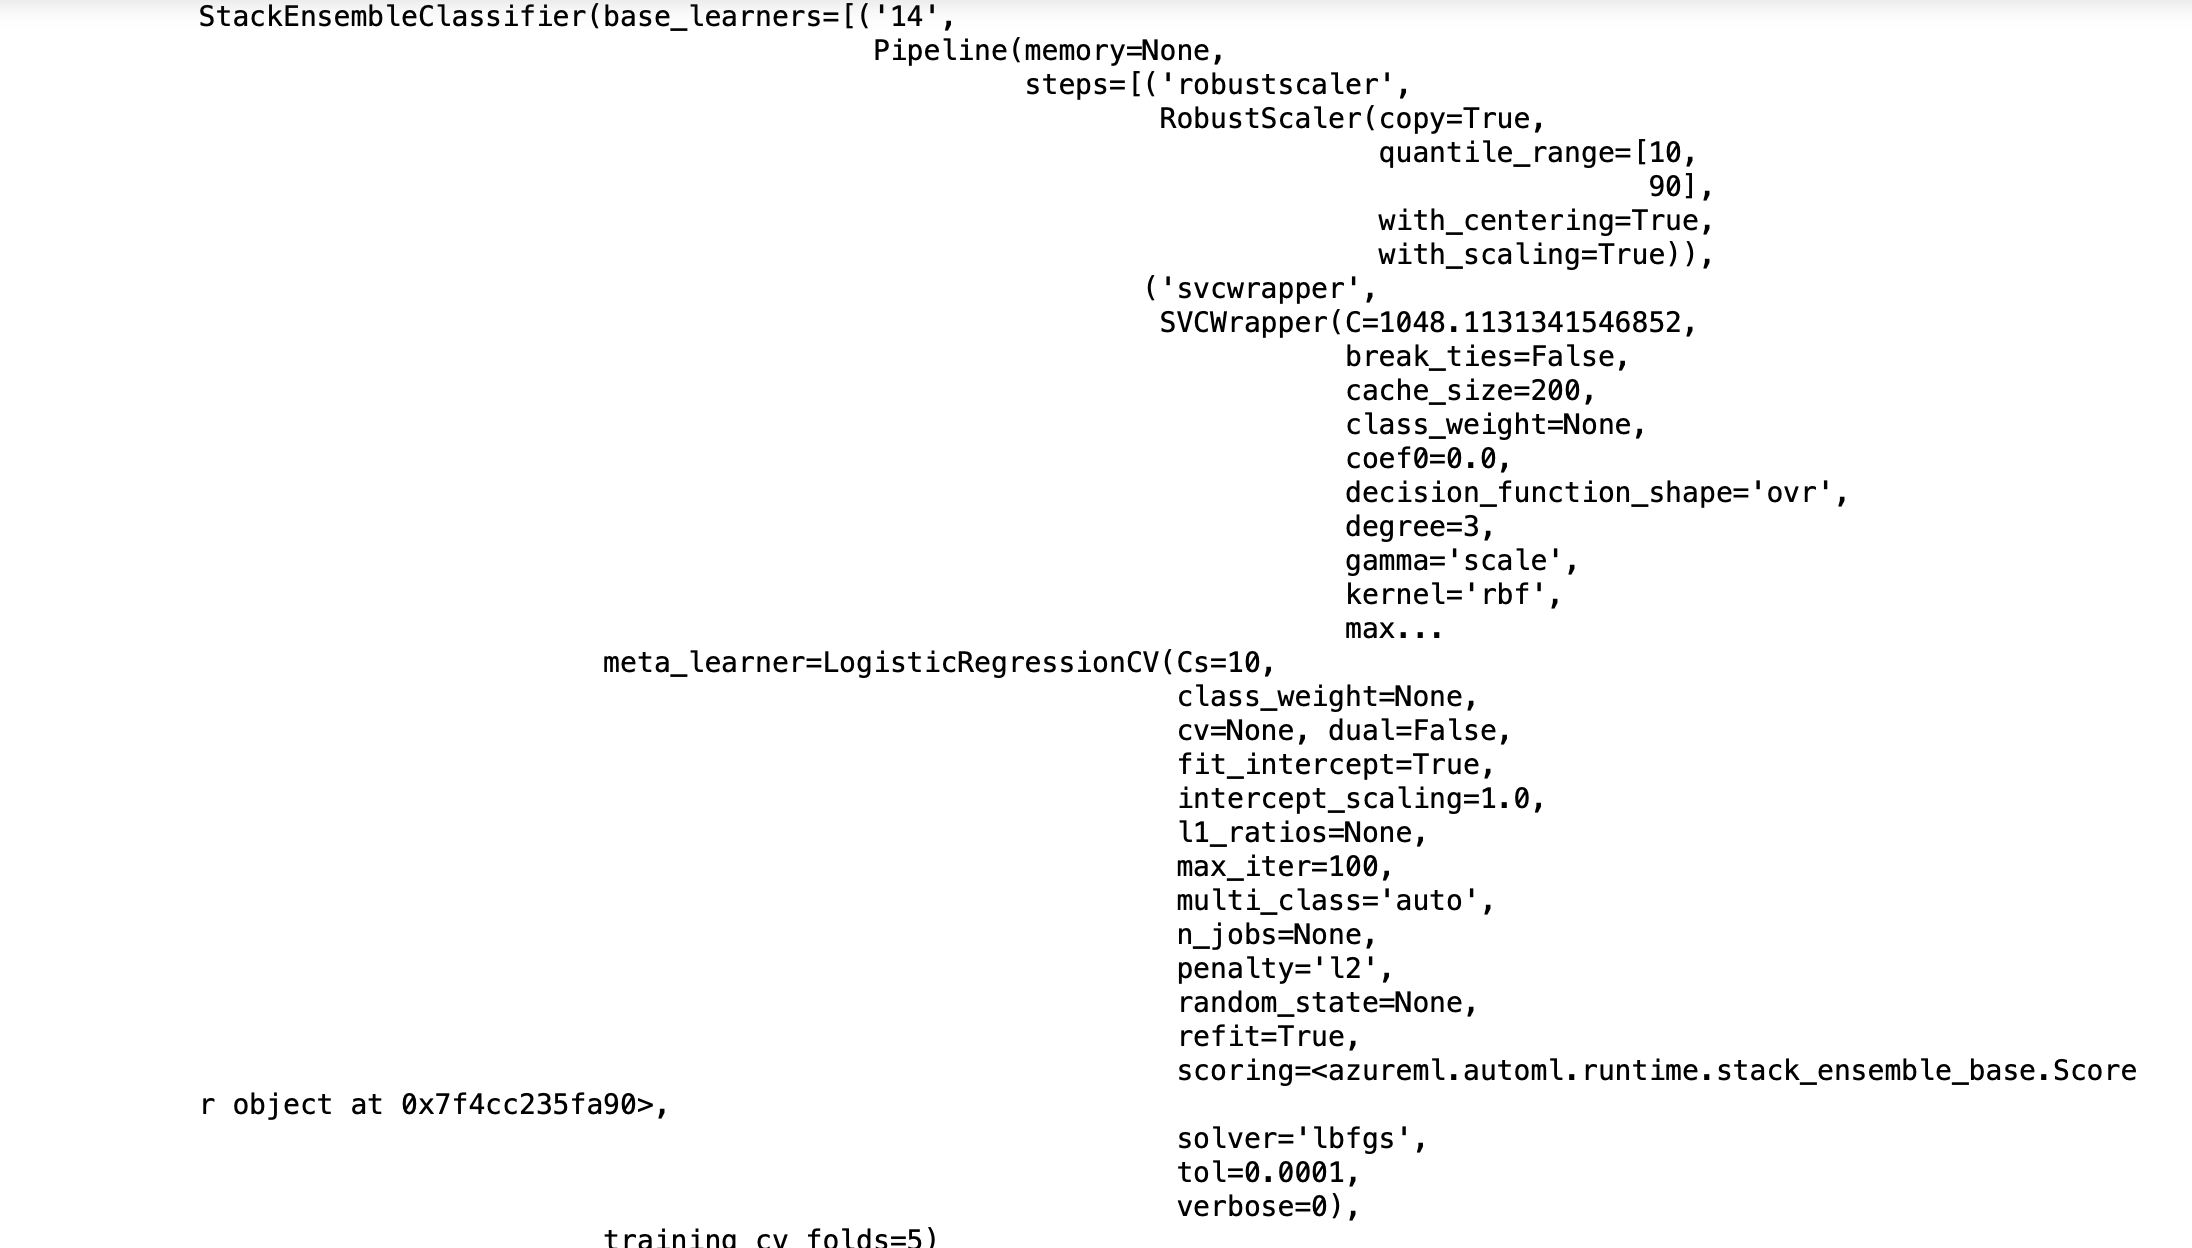 StackEnsembleClassifier(base_learners=[('14',
Pipeline(memory=None,
steps=[('robustscaler',
RobustScaler(copy=True,
quantile_range=[10,
90],
with_centering=True,
with_scaling=True)),
('svcwrapper',
SVCWrapper(C=1048.1131341546852,
break_ties=False,
cache_size=200,
class_weight=None,
coef0=0.0,
decision_function_shape='ovr',
degree=3,
gamma='scale',
kernel='rbf',
max...
meta_learner=LogisticRegressionCV(Cs=10,
class_weight=None,
cv=None, dual=False,
fit_intercept=True,
intercept_scaling=1.0,
l1_ratios=None,
max_iter=100,
multi_class='auto',
n_jobs=None,
penalty='l2',
random_state=None,
refit=True,
scoring=<azureml.automl.runtime.stack_ensemble_base.Score
r object at 0x7f4cc235fa90>,
solver='lbfgs',
tol=0.0001,
verbose=0),
training_cv_folds=5)